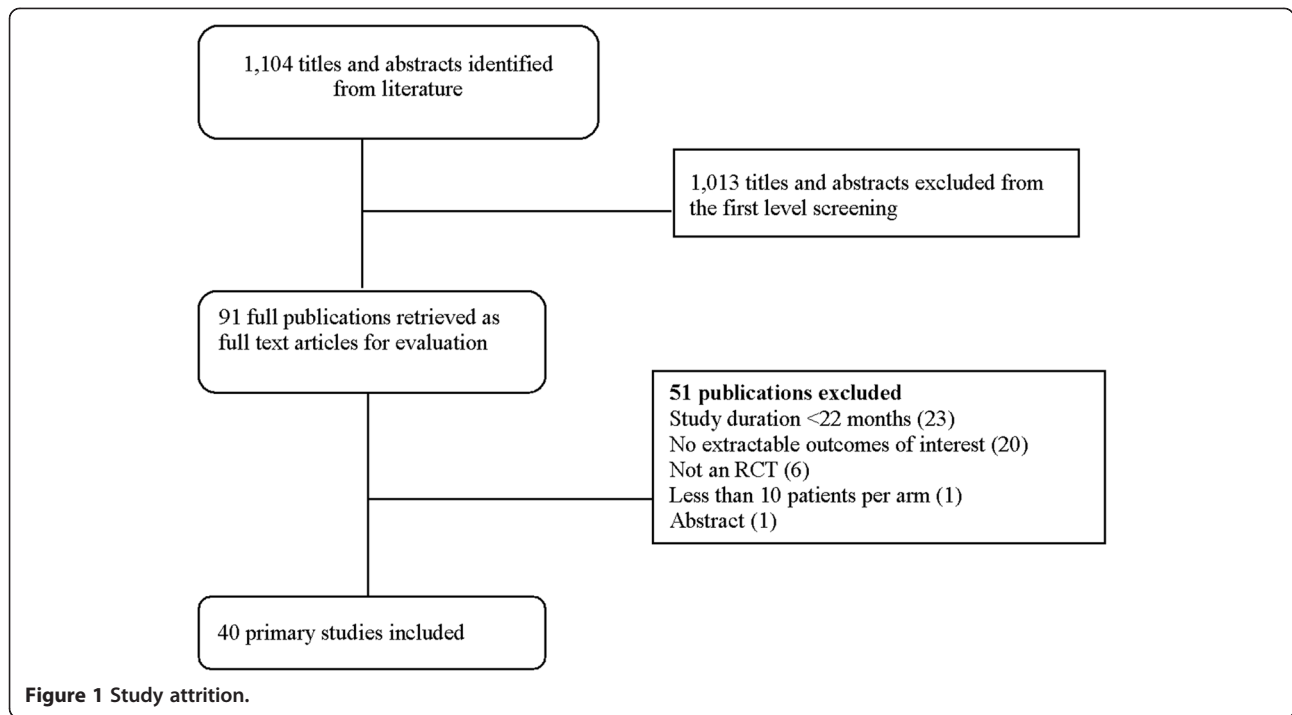 1,104 titles and abstracts identified
from literature
1,013 titles and abstracts excluded from
the first level screening
91 full publications retrieved as
full text articles for evaluation
51 publications excluded
Study duration <22 months (23)
No extractable outcomes of interest (20)
Not an RCT (6)
Less than 10 patients per arm (1)
Abstract (1)
40 primary studies included
Figure 1 Study attrition.